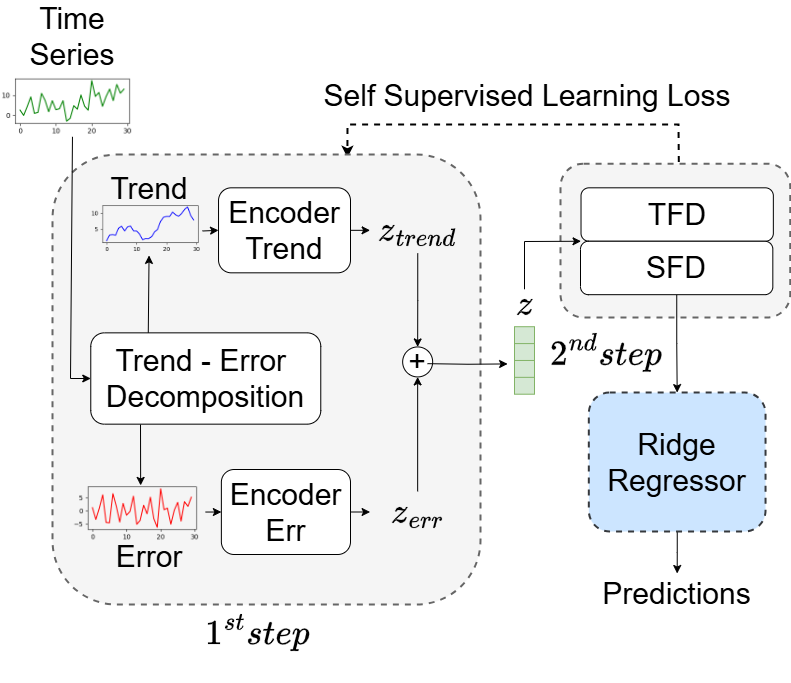 Time
Series
10
0
0 10 20 30
Self Supervised Learning Loss
Trend
10
5
0 10 20 30
Encoder
Trend
z_{trend}
TFD
SFD
z
+
2^{nd} step
Trend - Error
Decomposition
Ridge
Regressor
5
0
−5
0 10 20 30
Error
Encoder
Err
z_{err}
Predictions
1^{st} step